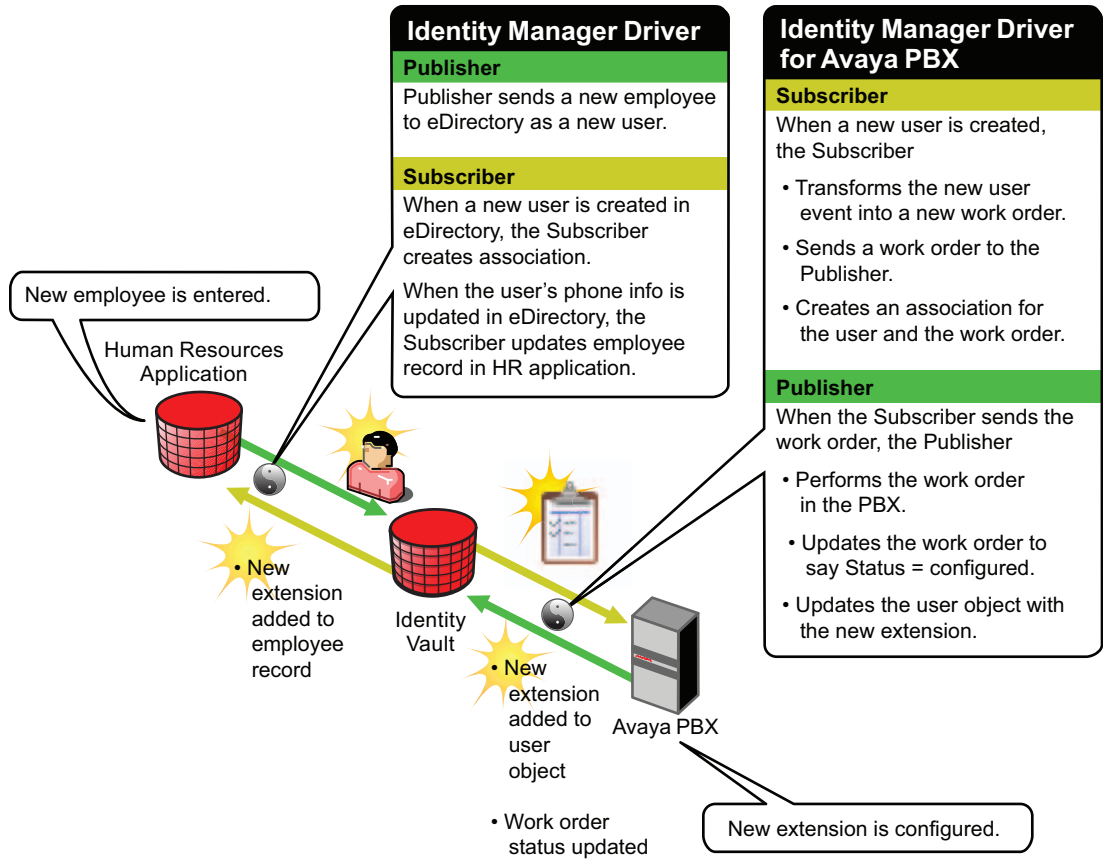 Identity Manager Driver
Publisher
Publisher sends a new employee
to eDirectory as a new user.
Subscriber
When a new user is created in
eDirectory, the Subscriber
creates association.
When the user’s phone info is
updated in eDirectory, the
Subscriber updates employee
record in HR application.
Identity Manager Driver
for Avaya PBX
Subscriber
When a new user is created,
the Subscriber
• Transforms the new user
event into a new work order.
• Sends a work order to the
Publisher.
• Creates an association for
the user and the work order.
Publisher
When the Subscriber sends the
work order, the Publisher
• Performs the work order
in the PBX.
• Updates the work order to
say Status = configured.
• Updates the user object with
the new extension.
New employee is entered.
Human Resources
Application
• New
extension
added to
employee
record
Identity
Vault
• New
extension
added to
user
object
• Work order
status updated
Avaya PBX
New extension is configured.